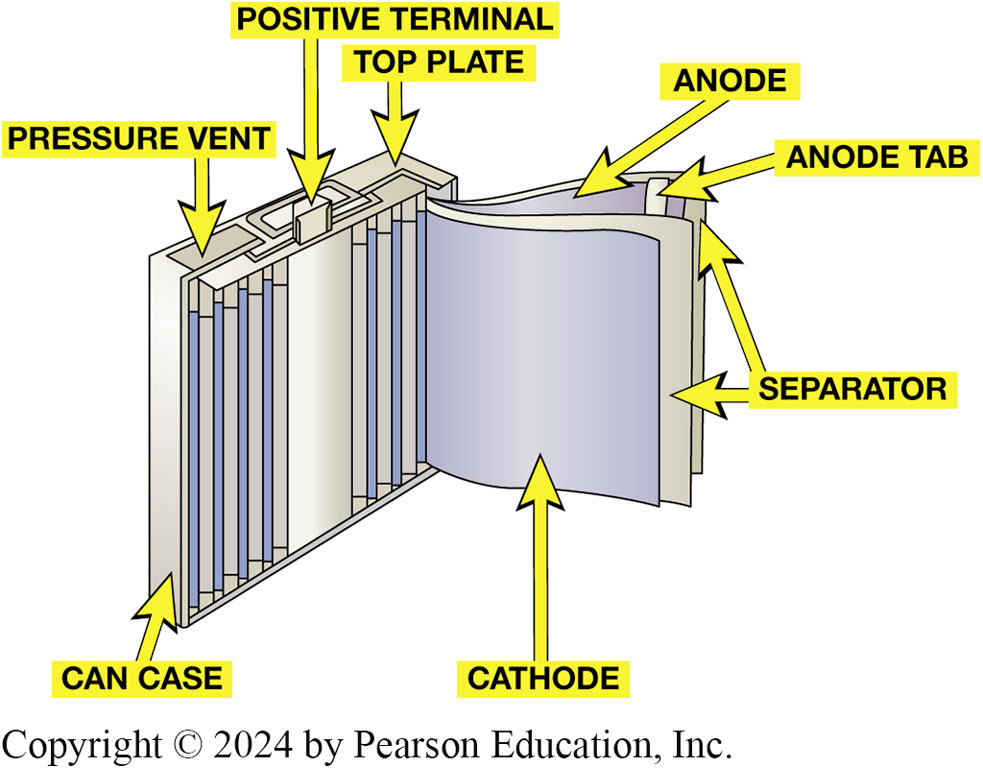 POSITIVE TERMINAL
TOP PLATE
ANODE
PRESSURE VENT
ANODE TAB
SEPARATOR
CAN CASE
CATHODE
Copyright © 2024 by Pearson Education, Inc.